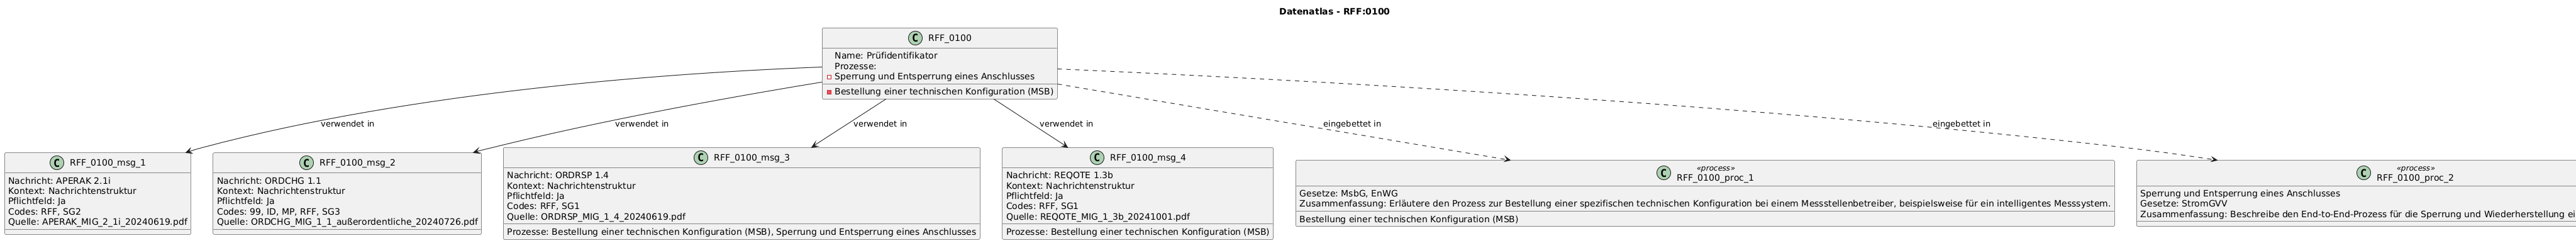 Datenatlas - RFF:0100
C RFF_0100
Name: Prüfidentifikator
Prozesse:
Sperrung und Entsperrung eines Anschlusses
Bestellung einer technischen Konfiguration (MSB)
verwendet in
verwendet in
verwendet in
verwendet in
eingebettet in
eingebettet in
C RFF_0100_msg_1
Nachricht: APERAK 2.1i
Kontext: Nachrichtenstruktur
Pflichtfeld: Ja
Codes: RFF, SG2
Quelle: APERAK_MIG_2_1i_20240619.pdf
C RFF_0100_msg_2
Nachricht: ORDCHG 1.1
Kontext: Nachrichtenstruktur
Pflichtfeld: Ja
Codes: 99, ID, MP, RFF, SG3
Quelle: ORDCHG_MIG_1_1_außerordentliche_20240726.pdf
C RFF_0100_msg_3
Nachricht: ORDRSP 1.4
Kontext: Nachrichtenstruktur
Pflichtfeld: Ja
Codes: RFF, SG1
Quelle: ORDRSP_MIG_1_4_20240619.pdf
Prozesse: Bestellung einer technischen Konfiguration (MSB), Sperrung und Entsperrung eines Anschlusses
C RFF_0100_msg_4
Nachricht: REQOTE 1.3b
Kontext: Nachrichtenstruktur
Pflichtfeld: Ja
Codes: RFF, SG1
Quelle: REQOTE_MIG_1_3b_20241001.pdf
Prozesse: Bestellung einer technischen Konfiguration (MSB)
«process»
C RFF_0100_proc_1
Gesetze: MsbG, EnWG
Zusammenfassung: Erläutere den Prozess zur Bestellung einer spezifischen technischen Konfiguration bei einem Messstellenbetreiber, beispielsweise für ein intelligentes Messsystem.
Bestellung einer technischen Konfiguration (MSB)
«process»
C RFF_0100_proc_2
Sperrung und Entsperrung eines Anschlusses
Gesetze: StromGVV
Zusammenfassung: Beschreibe den End-to-End-Prozess für die Sperrung und Wiederherstellung